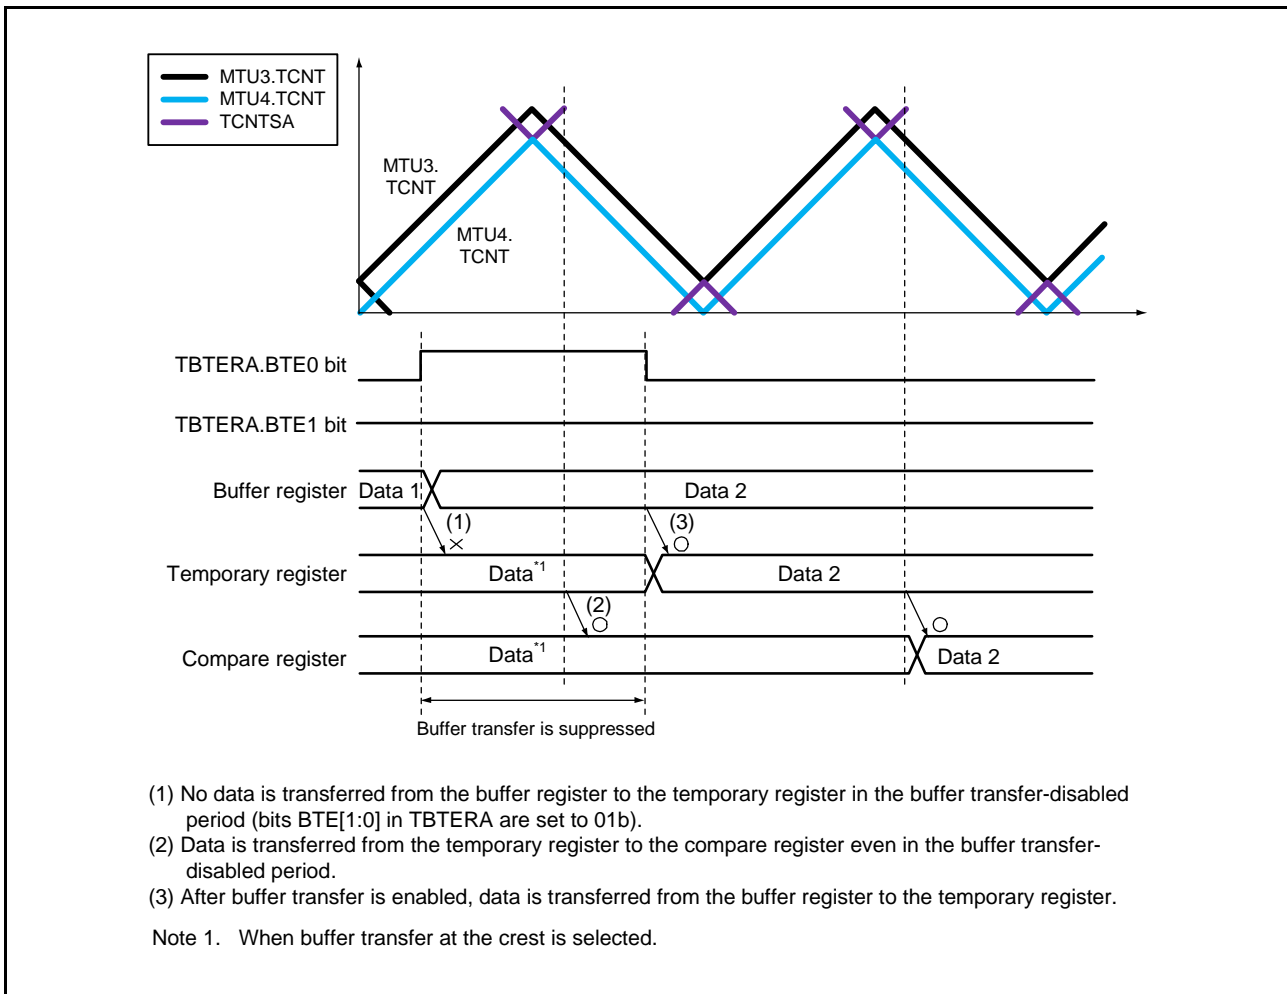 MTU3.TCNT
MTU4.TCNT
TCNTSA
MTU3.
TCNT
MTU4.
TCNT
TBTERA.BTE0 bit
TBTERA.BTE1 bit
Buffer register
Data 1
Data 2
(1)
(3)
Temporary register
Data*1
Data 2
(2)
Compare register
Data*1
Data 2
Buffer transfer is suppressed
(1) No data is transferred from the buffer register to the temporary register in the buffer transfer-disabled
period (bits BTE[1:0] in TBTERA are set to 01b).
(2) Data is transferred from the temporary register to the compare register even in the buffer transfer-
disabled period.
(3) After buffer transfer is enabled, data is transferred from the buffer register to the temporary register.
Note 1. When buffer transfer at the crest is selected.